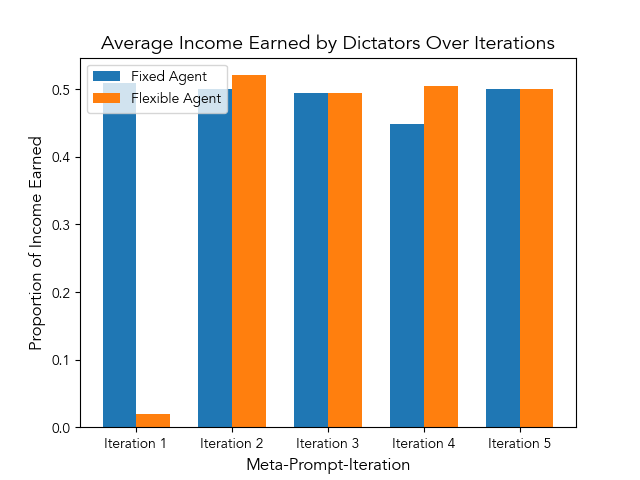 Average Income Earned by Dictators Over Iterations
Fixed Agent
Flexible Agent
Proportion of Income Earned
0.5
0.4
0.3
0.2
0.1
0.0
Iteration 1 Iteration 2 Iteration 3 Iteration 4 Iteration 5
Meta-Prompt-Iteration